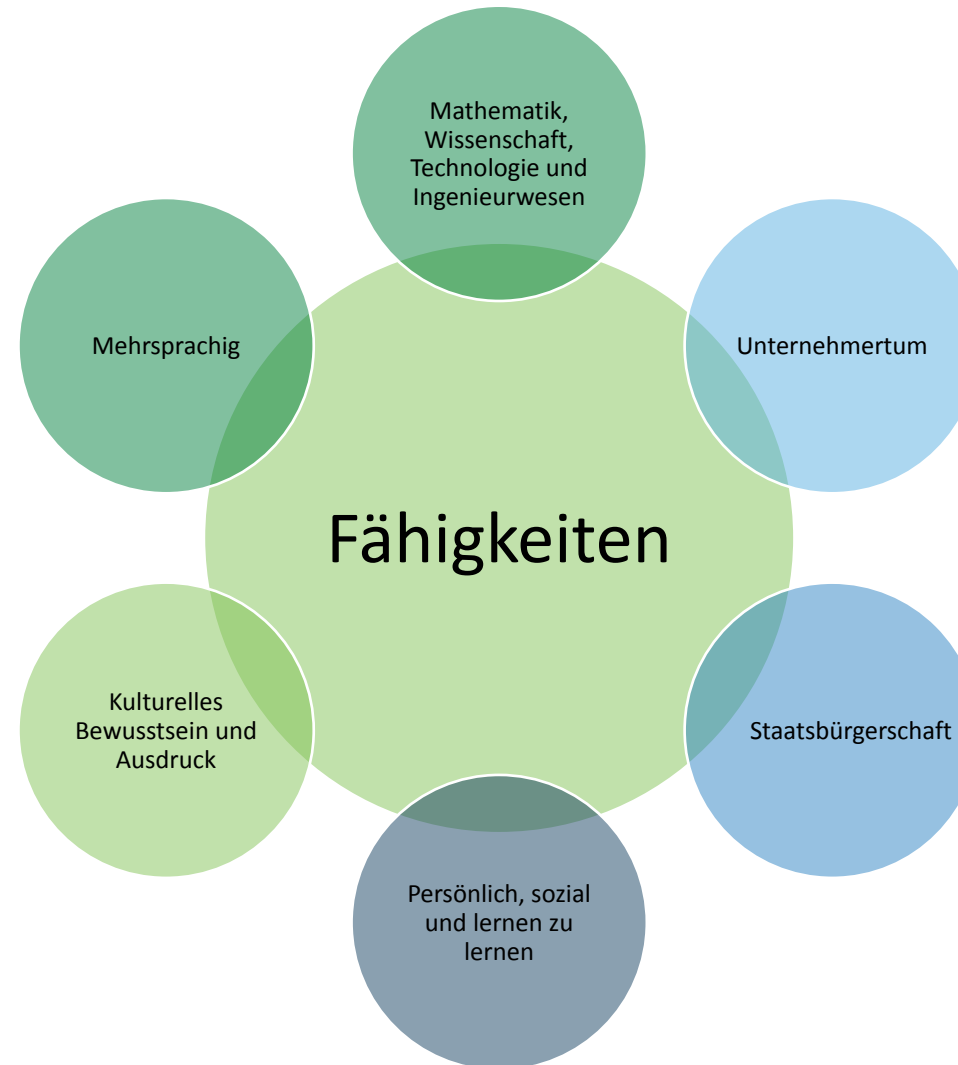 Mathematik,
Wissenschaft,
Technologie und
Ingenieurwesen
Mehrsprachig
Unternehmertum
Fähigkeiten
Kulturelles
Bewusstsein und
Ausdruck
Staatsbürgerschaft
Persönlich, sozial
und lernen zu
lernen